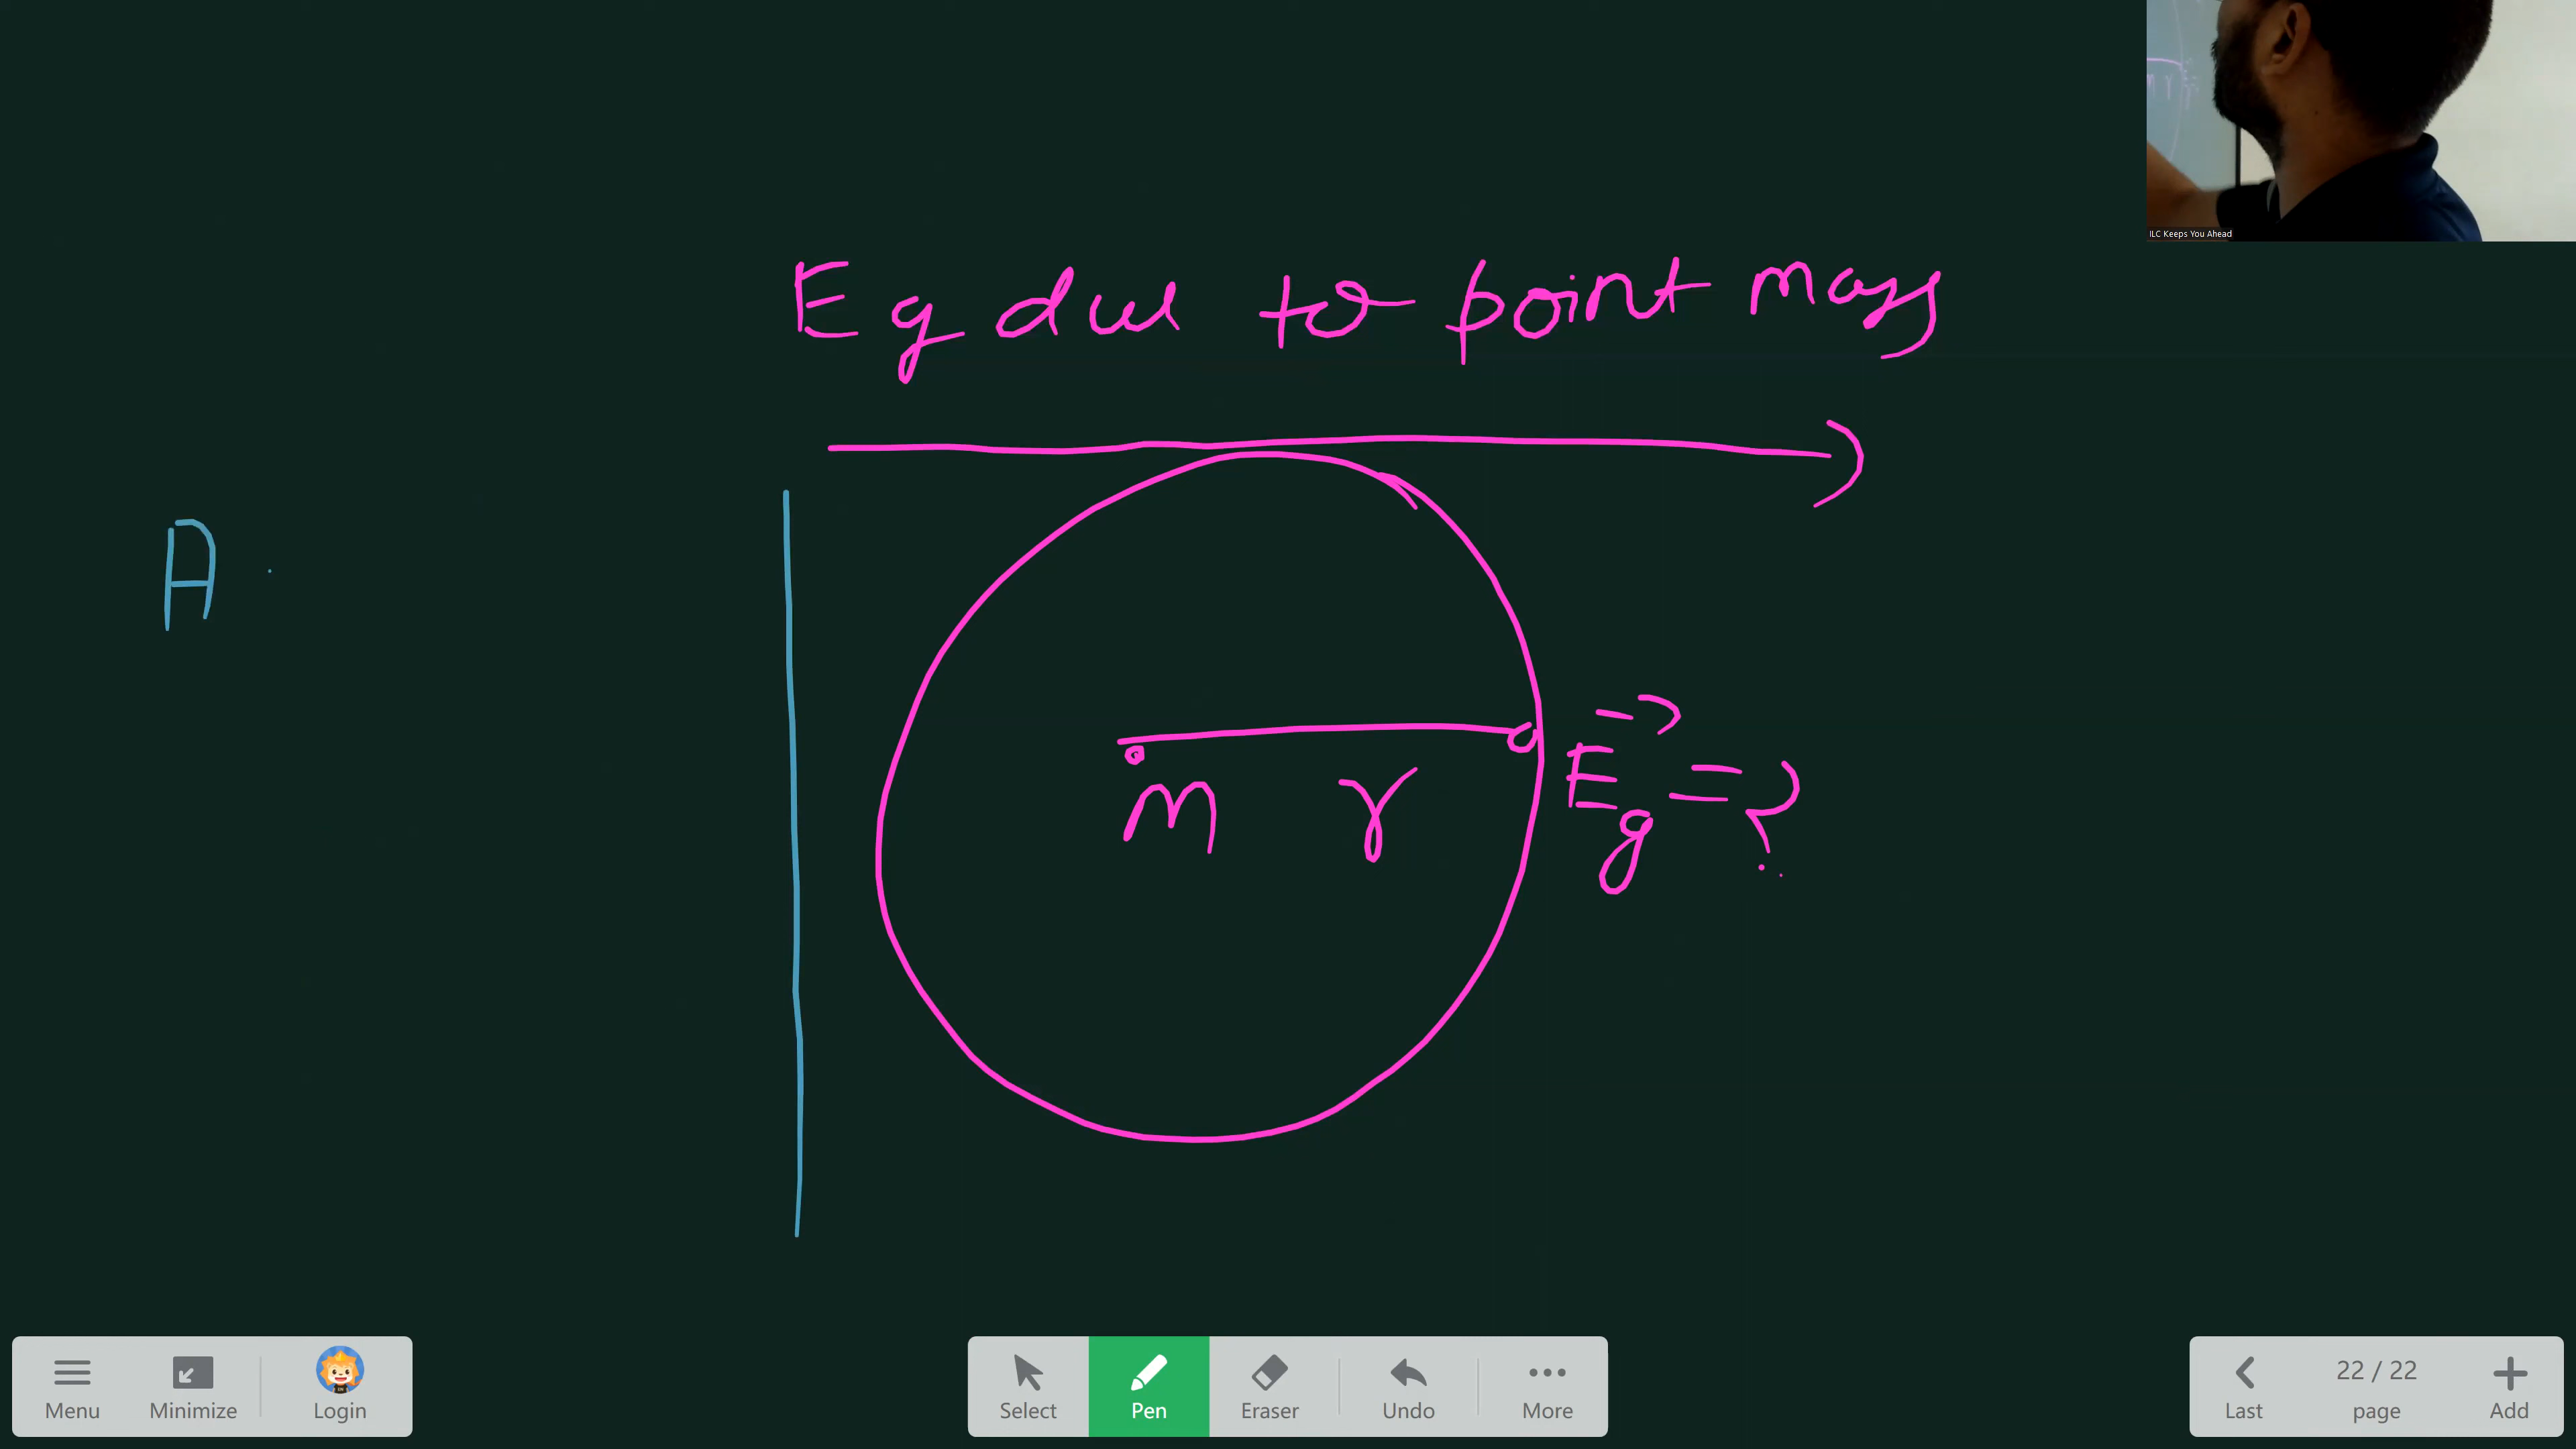 ILC Keeps You Ahead
Eg due to point mass
A
m r
E⃗g = ?
Menu Minimize Login
Select Pen Eraser Undo More
Last 22 / 22 page Add